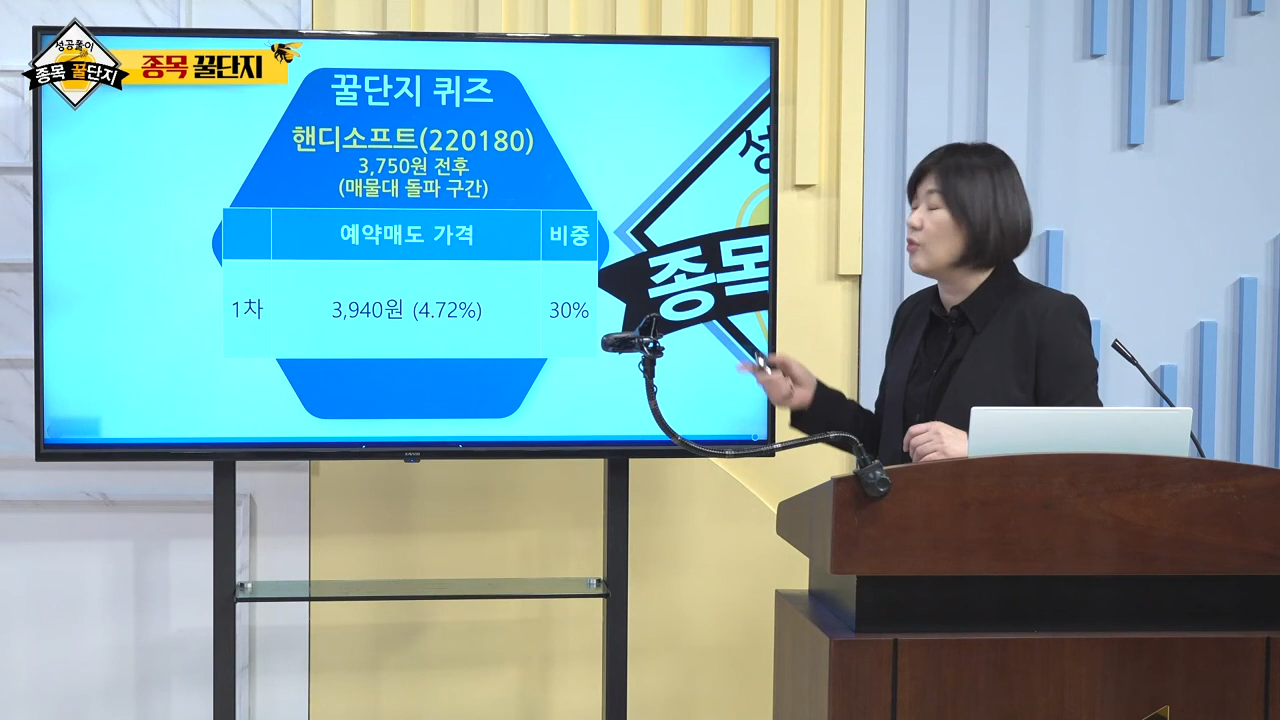 성공풀이
종목 꿀단지
종목 꿀단지
꿀단지 퀴즈
핸디소프트(220180)
3,750원 전후
(매물대 돌파 구간)
예약매도 가격 비중
1차 3,940원 (4.72%) 30%
성
종목